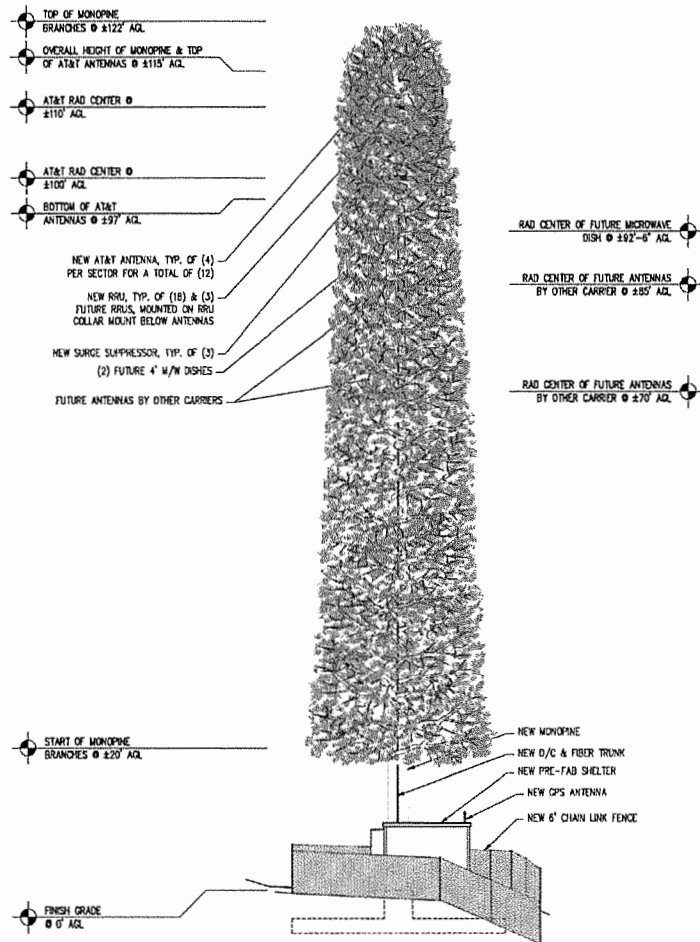 TOP OF MONOPINE
BRANCHES @ ±122' AGL
OVERALL HEIGHT OF MONOPINE & TOP
OF AT&T ANTENNAS @ ±115' AGL
AT&T RAD CENTER @
±110' AGL
AT&T RAD CENTER @
±100' AGL
BOTTOM OF AT&T
ANTENNAS @ ±97' AGL
RAD CENTER OF FUTURE MICROWAVE
DISH @ ±92'-6" AGL
NEW AT&T ANTENNA, TYP. OF (4)
PER SECTOR FOR A TOTAL OF (12)
RAD CENTER OF FUTURE ANTENNAS
BY OTHER CARRIER @ ±85' AGL
NEW RRU, TYP. OF (18) & (3)
FUTURE RRUS, MOUNTED ON RRU
COLLAR MOUNT BELOW ANTENNAS
NEW SURGE SUPPRESSOR, TYP. OF (3)
(2) FUTURE 4' M/W DISHES
RAD CENTER OF FUTURE ANTENNAS
BY OTHER CARRIER @ ±70' AGL
FUTURE ANTENNAS BY OTHER CARRIERS
NEW MONOPINE
START OF MONOPINE
BRANCHES @ ±20' AGL
NEW D/C & FIBER TRUNK
NEW PRE-FAB SHELTER
NEW GPS ANTENNA
NEW 6' CHAIN LINK FENCE
FINISH GRADE
@ 0' AGL